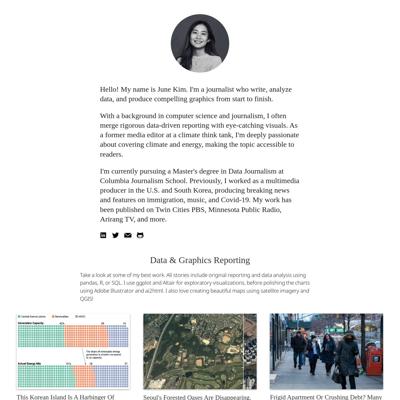 Hello! My name is June Kim. I'm a journalist who write, analyze
data, and produce compelling graphics from start to finish.
With a background in computer science and journalism, I often
merge rigorous data-driven reporting with eye-catching visuals. As
a former media editor at a climate think tank, I'm deeply passionate
about covering climate and energy, making the topic accessible to
readers.
I'm currently pursuing a Master's degree in Data Journalism at
Columbia Journalism School. Previously, I worked as a multimedia
producer in the U.S. and South Korea, producing breaking news
and features on immigration, music, and Covid-19. My work has
been published on Twin Cities PBS, Minnesota Public Radio,
Arirang TV, and more.
Data & Graphics Reporting
Take a look at some of my best work. All stories include original reporting and data analysis using
pandas, R, or SQL. I use ggplot and Altair for exploratory visualizations, before polishing the charts
using Adobe Illustrator and ai2html. I also love creating beautiful maps using satellite imagery and
QGIS!
Generation Capacity
Actual Energy Mix
This Korean Island Is A Harbinger Of
Seoul's Forested Oases Are Disappearing.
Frigid Apartment Or Crushing Debt? Many